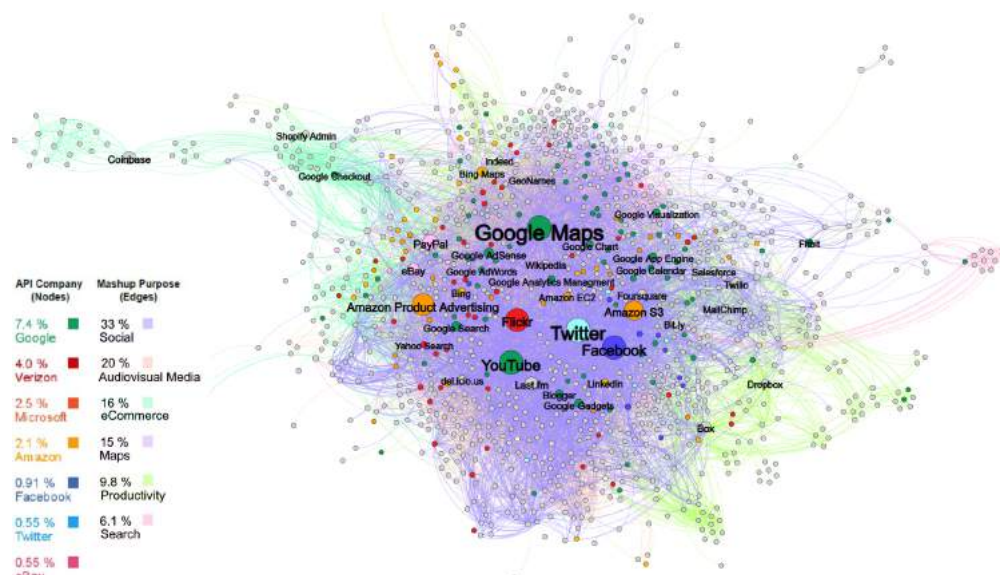 Shopify Admin
Coinbase
Google Checkout
Indeed
Bing Maps
GeoNames
Google Visualization
Google Maps
PayPal
Google Chart
Fitbit
Google AdSense
Google App Engine
Wikipedia
eBay
Google AdWords
Google Calendar
Salesforce
Google Analytics Managment
Twilio
Bing
Amazon EC2
Foursquare
Amazon Product Advertising
Amazon S3
MailChimp
Flickr
Google Search
Twitter
Bit.ly
Yahoo Search
Facebook
YouTube
del.icio.us
Last.fm
LinkedIn
Dropbox
Blogger
Google Gadgets
Box
API Company
(Nodes)
Mashup Purpose
(Edges)
7.4 %
Google
33 %
Social
4.0 %
Verizon
20 %
Audiovisual Media
2.5 %
Microsoft
16 %
eCommerce
2.1 %
Amazon
15 %
Maps
0.91 %
Facebook
9.8 %
Productivity
0.55 %
Twitter
6.1 %
Search
0.55 %
eBay